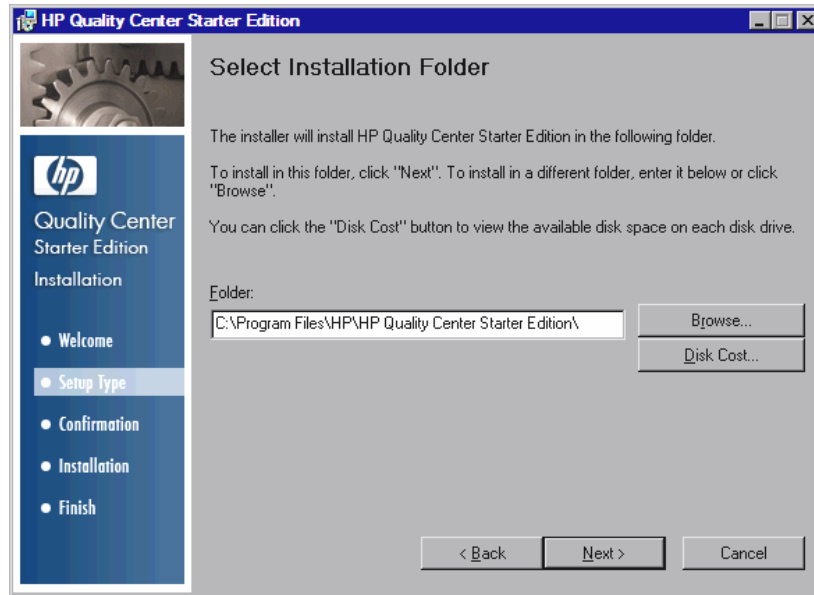 HP Quality Center Starter Edition
Select Installation Folder
The installer will install HP Quality Center Starter Edition in the following folder.
To install in this folder, click "Next". To install in a different folder, enter it below or click
"Browse".
You can click the "Disk Cost" button to view the available disk space on each disk drive.
Folder:
C:\Program Files\HP\HP Quality Center Starter Edition\
Browse...
Disk Cost...
hp
Quality Center
Starter Edition
Installation
Welcome
Setup Type
Confirmation
Installation
Finish
< Back
Next >
Cancel